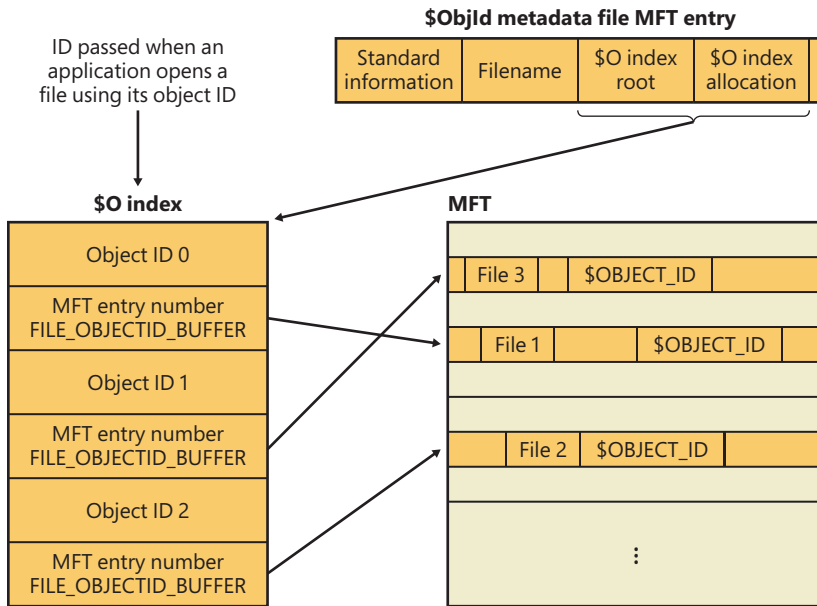 $ObjId metadata file MFT entry
ID passed when an
application opens a
file using its object ID
Standard
information
Filename
$O index
root
$O index
allocation
$O index
Object ID 0
MFT entry number
FILE_OBJECTID_BUFFER
Object ID 1
MFT entry number
FILE_OBJECTID_BUFFER
Object ID 2
MFT entry number
FILE_OBJECTID_BUFFER
MFT
File 3
$OBJECT_ID
File 1
$OBJECT_ID
File 2
$OBJECT_ID
⋮